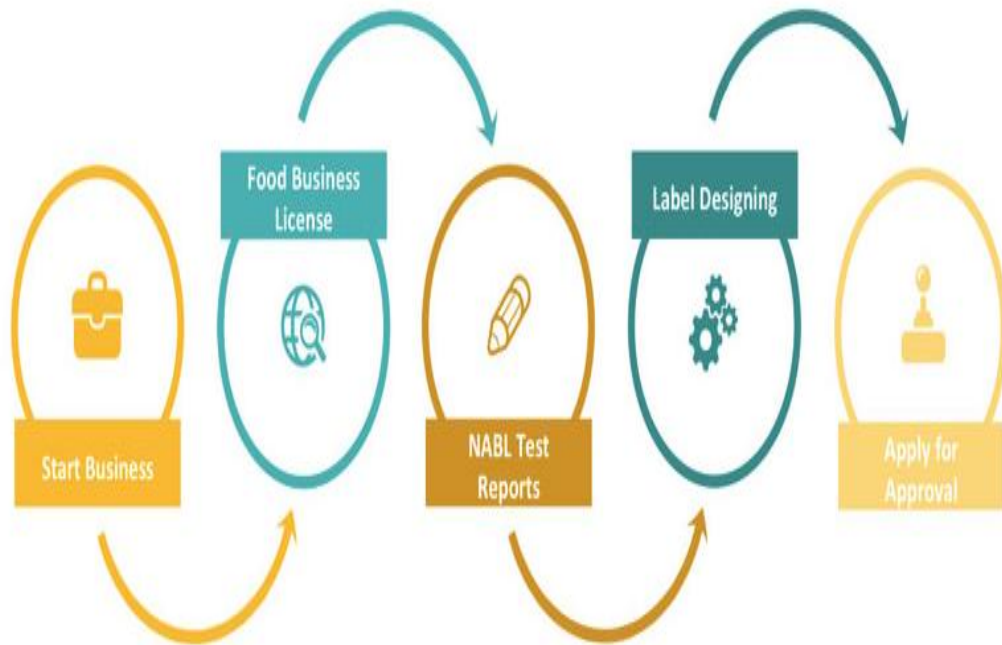 Start Business
Food Business
License
NABL Test
Reports
Label Designing
Apply for
Approval